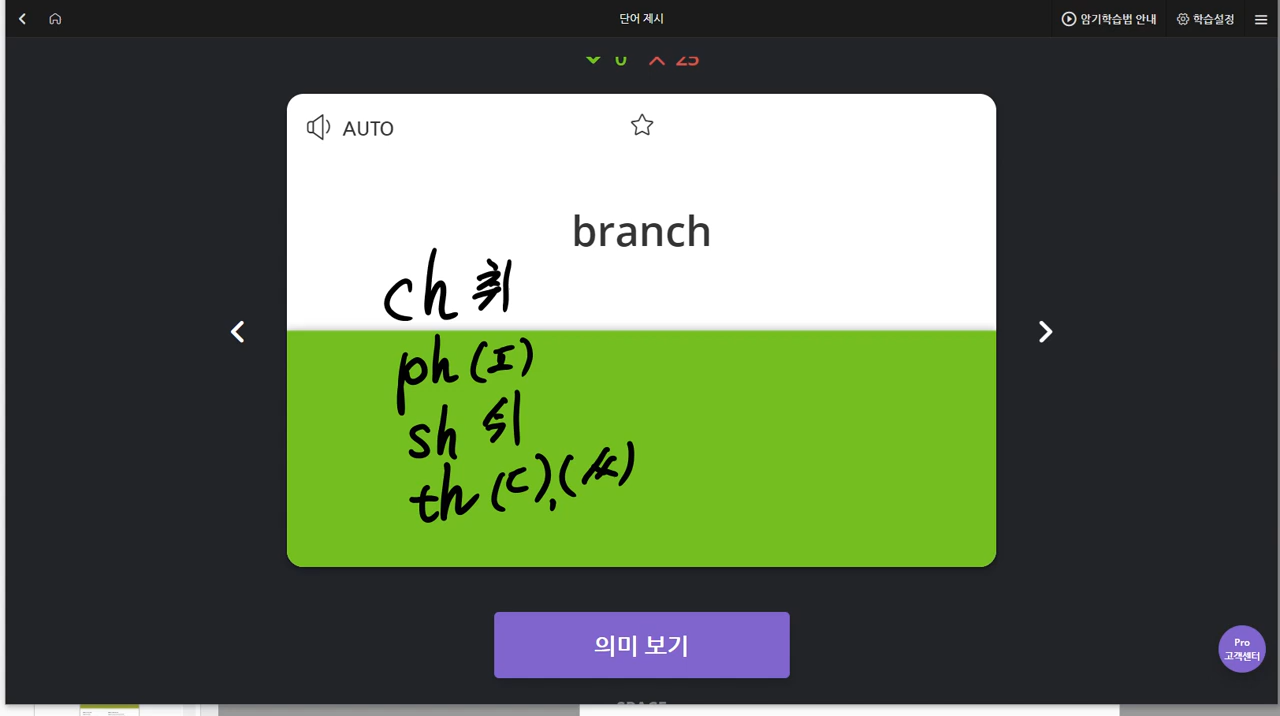 단어 제시
암기학습법 안내
학습설정
25
AUTO
branch
ch 취
ph (ㅍ)
sh 쉬
th (ㄷ), (ㅆ)
의미 보기
Pro
고객센터